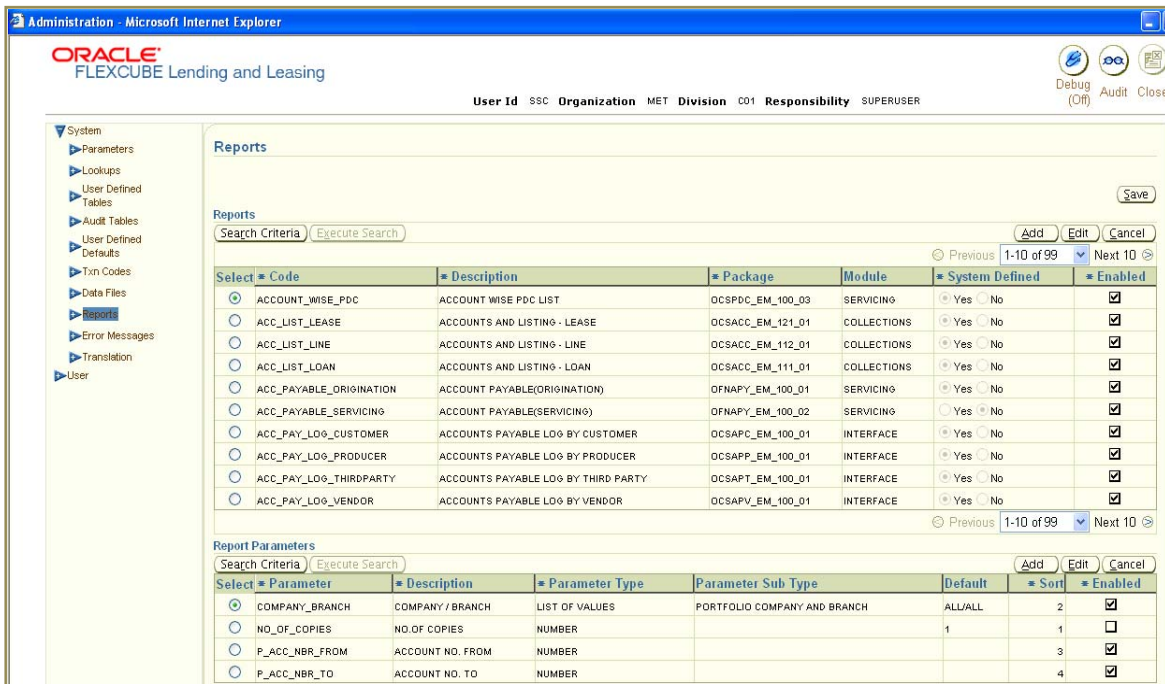 Administration - Microsoft Internet Explorer
ORACLE
FLEXCUBE Lending and Leasing
Debug (Off) Audit Close
User Id SSC Organization MET Division C01 Responsibility SUPERUSER
System
Parameters
Lookups
User Defined Tables
Audit Tables
User Defined Defaults
Txn Codes
Data Files
Reports
Error Messages
Translation
User
Reports
Save
Reports
Search Criteria Execute Search Add Edit Cancel
Previous 1-10 of 99 Next 10
Select * Code * Description * Package Module * System Defined * Enabled
ACCOUNT_WISE_PDC ACCOUNT WISE PDC LIST OCSPDC_EM_100_03 SERVICING Yes No
ACC_LIST_LEASE ACCOUNTS AND LISTING - LEASE OCSACC_EM_121_01 COLLECTIONS Yes No
ACC_LIST_LINE ACCOUNTS AND LISTING - LINE OCSACC_EM_112_01 COLLECTIONS Yes No
ACC_LIST_LOAN ACCOUNTS AND LISTING - LOAN OCSACC_EM_111_01 COLLECTIONS Yes No
ACC_PAYABLE_ORIGINATION ACCOUNT PAYABLE(ORIGINATION) OFNAPY_EM_100_01 SERVICING Yes No
ACC_PAYABLE_SERVICING ACCOUNT PAYABLE(SERVICING) OFNAPY_EM_100_02 SERVICING Yes No
ACC_PAY_LOG_CUSTOMER ACCOUNTS PAYABLE LOG BY CUSTOMER OCSAPC_EM_100_01 INTERFACE Yes No
ACC_PAY_LOG_PRODUCER ACCOUNTS PAYABLE LOG BY PRODUCER OCSAPP_EM_100_01 INTERFACE Yes No
ACC_PAY_LOG_THIRDPARTY ACCOUNTS PAYABLE LOG BY THIRD PARTY OCSAPT_EM_100_01 INTERFACE Yes No
ACC_PAY_LOG_VENDOR ACCOUNTS PAYABLE LOG BY VENDOR OCSAPV_EM_100_01 INTERFACE Yes No
Previous 1-10 of 99 Next 10
Report Parameters
Search Criteria Execute Search Add Edit Cancel
Select * Parameter * Description * Parameter Type Parameter Sub Type Default * Sort * Enabled
COMPANY_BRANCH COMPANY / BRANCH LIST OF VALUES PORTFOLIO COMPANY AND BRANCH ALL/ALL 2
NO_OF_COPIES NO.OF COPIES NUMBER 1 1
P_ACC_NBR_FROM ACCOUNT NO. FROM NUMBER 3
P_ACC_NBR_TO ACCOUNT NO. TO NUMBER 4